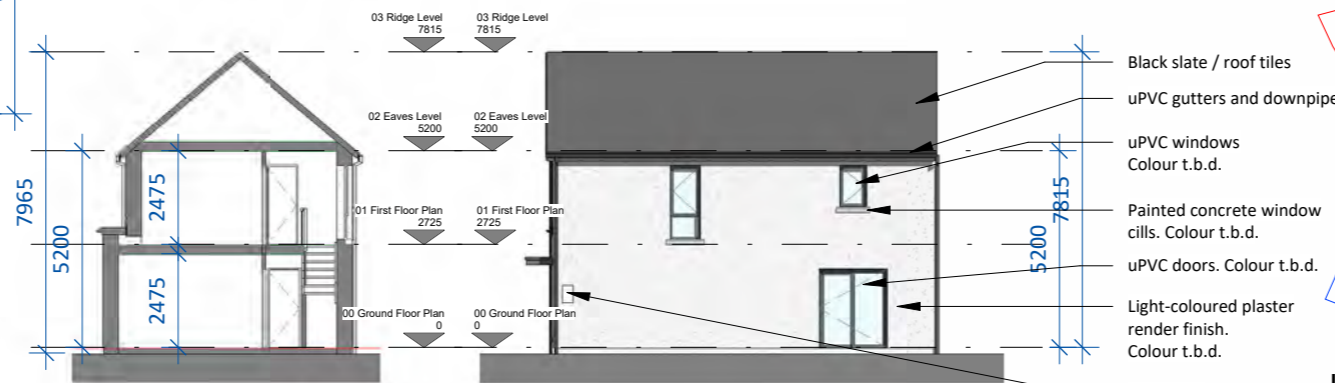 03 Ridge Level
7815
03 Ridge Level
7815
02 Eaves Level
5200
02 Eaves Level
5200
01 First Floor Plan
2725
01 First Floor Plan
2725
00 Ground Floor Plan
0
00 Ground Floor Plan
0
7965
5200
2475
2475
7815
5200
Black slate / roof tiles
uPVC gutters and downpipe
uPVC windows
Colour t.b.d.
Painted concrete window
cills. Colour t.b.d.
uPVC doors. Colour t.b.d.
Light-coloured plaster
render finish.
Colour t.b.d.